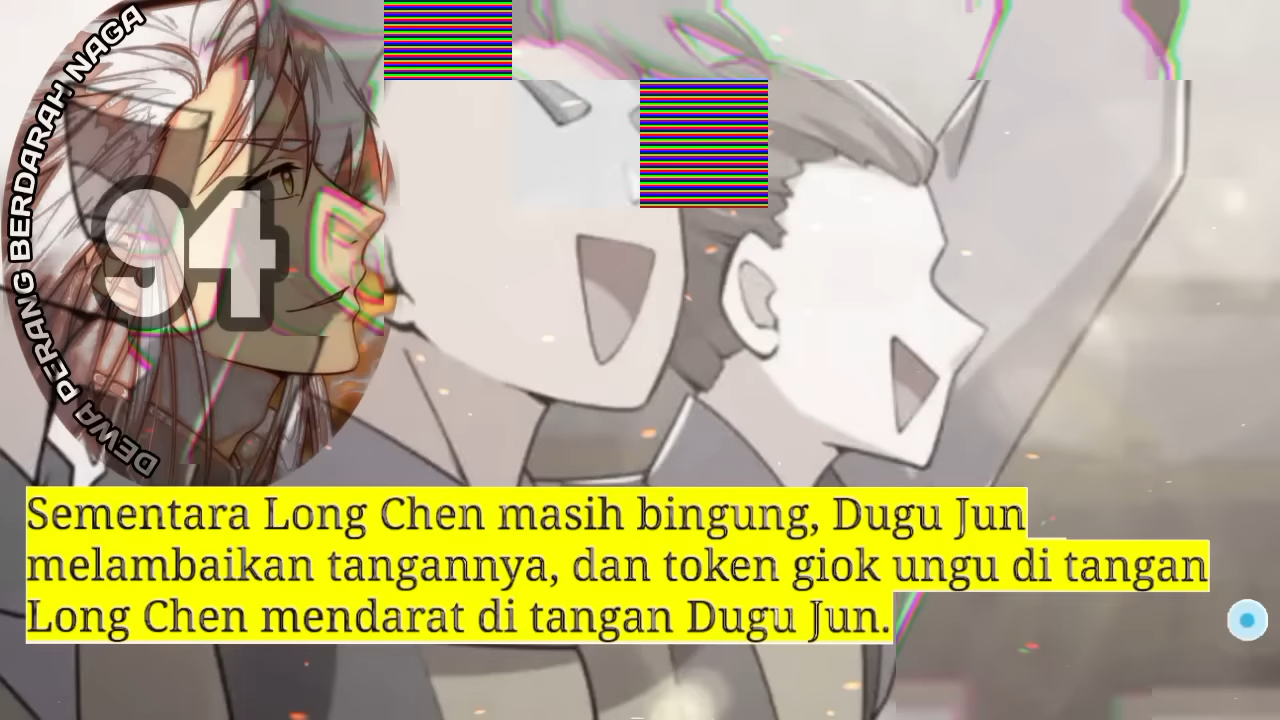 DEWA PERANG BERDARAH NAGA
94
Sementara Long Chen masih bingung, Dugu Jun
melambaikan tangannya, dan token giok ungu di tangan
Long Chen mendarat di tangan Dugu Jun.